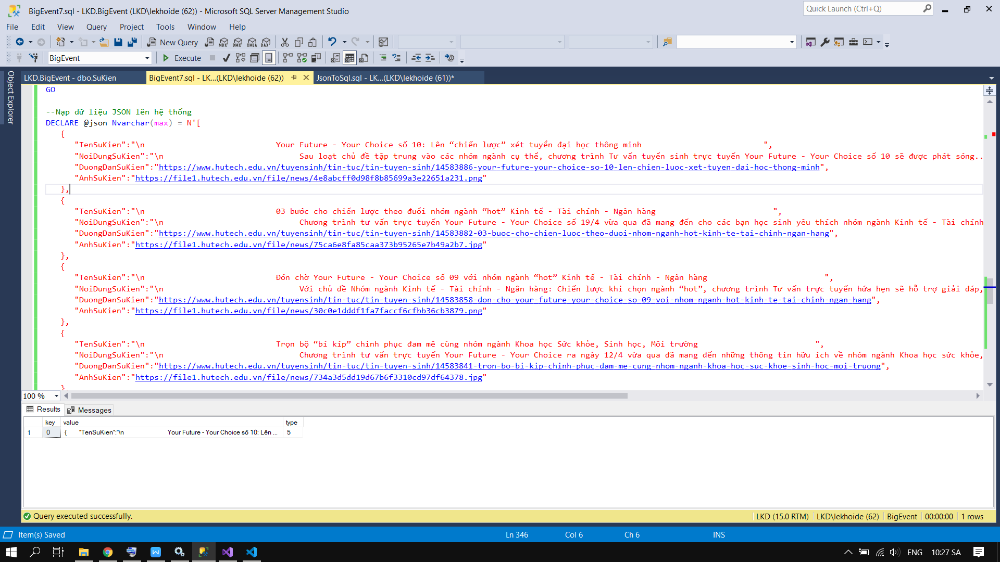 BigEvent7.sql - LKD.BigEvent (LKD\lekhoide (62)) - Microsoft SQL Server Management Studio
Quick Launch (Ctrl+Q)
File Edit View Query Project Tools Window Help
New Query MDX DMX XMLA DAX
BigEvent Execute
Object Explorer
LKD.BigEvent - dbo.SuKien
BigEvent7.sql - LK...(LKD\lekhoide (62))
JsonToSql.sql - LK...(LKD\lekhoide (61))*
GO
--Nạp dữ liệu JSON lên hệ thống
DECLARE @json Nvarchar(max) = N'[
{
"TenSuKien":"\n Your Future - Your Choice số 10: Lên “chiến lược” xét tuyển đại học thông minh ",
"NoiDungSuKien":"\n Sau loạt chủ đề tập trung vào các nhóm ngành cụ thể, chương trình Tư vấn tuyển sinh trực tuyến Your Future - Your Choice số 10 sẽ được phát sóng..
"DuongDanSuKien":"https://www.hutech.edu.vn/tuyensinh/tin-tuc/tin-tuyen-sinh/14583886-your-future-your-choice-so-10-len-chien-luoc-xet-tuyen-dai-hoc-thong-minh",
"AnhSuKien":"https://file1.hutech.edu.vn/file/news/4e8abcff0d98f8b85699a3e22651a231.png"
},
{
"TenSuKien":"\n 03 bước cho chiến lược theo đuổi nhóm ngành “hot” Kinh tế - Tài chính - Ngân hàng ",
"NoiDungSuKien":"\n Chương trình tư vấn trực tuyến Your Future - Your Choice số 19/4 vừa qua đã mang đến cho các bạn học sinh yêu thích nhóm ngành Kinh tế - Tài chính
"DuongDanSuKien":"https://www.hutech.edu.vn/tuyensinh/tin-tuc/tin-tuyen-sinh/14583882-03-buoc-cho-chien-luoc-theo-duoi-nhom-nganh-hot-kinh-te-tai-chinh-ngan-hang",
"AnhSuKien":"https://file1.hutech.edu.vn/file/news/75ca6e8fa85caa373b95265e7b49a2b7.jpg"
},
{
"TenSuKien":"\n Đón chờ Your Future - Your Choice số 09 với nhóm ngành “hot” Kinh tế - Tài chính - Ngân hàng ",
"NoiDungSuKien":"\n Với chủ đề Nhóm ngành Kinh tế - Tài chính - Ngân hàng: Chiến lược khi chọn ngành “hot”, chương trình Tư vấn trực tuyến hứa hẹn sẽ hỗ trợ giải đáp,
"DuongDanSuKien":"https://www.hutech.edu.vn/tuyensinh/tin-tuc/tin-tuyen-sinh/14583858-don-cho-your-future-your-choice-so-09-voi-nhom-nganh-hot-kinh-te-tai-chinh-ngan-hang",
"AnhSuKien":"https://file1.hutech.edu.vn/file/news/30c0e1dddf1fa7faccf6cfbb36cb3879.png"
},
{
"TenSuKien":"\n Trọn bộ “bí kíp” chinh phục đam mê cùng nhóm ngành Khoa học Sức khỏe, Sinh học, Môi trường ",
"NoiDungSuKien":"\n Chương trình tư vấn trực tuyến Your Future - Your Choice ra ngày 12/4 vừa qua đã mang đến những thông tin hữu ích về nhóm ngành Khoa học sức khỏe,
"DuongDanSuKien":"https://www.hutech.edu.vn/tuyensinh/tin-tuc/tin-tuyen-sinh/14583841-tron-bo-bi-kip-chinh-phuc-dam-me-cung-nhom-nganh-khoa-hoc-suc-khoe-sinh-hoc-moi-truong",
"AnhSuKien":"https://file1.hutech.edu.vn/file/news/734a3d5dd19d67b6f3310cd97df64378.jpg"
},
100 %
Results Messages
key value type
1 0 { "TenSuKien":"\n Your Future - Your Choice số 10: Lên ... 5
Query executed successfully.
LKD (15.0 RTM) LKD\lekhoide (62) BigEvent 00:00:00 1 rows
Item(s) Saved Ln 346 Col 6 Ch 6 INS
ENG 10:27 SA